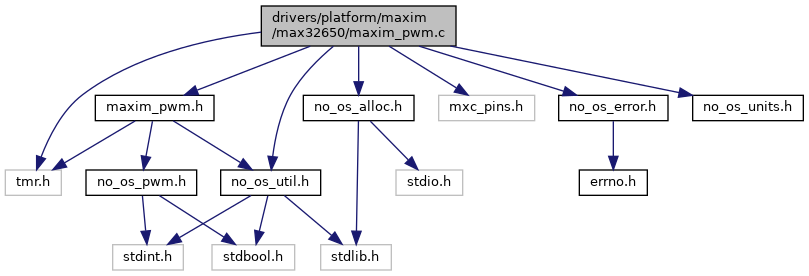 drivers/platform/maxim
/max32650/maxim_pwm.c
maxim_pwm.h
no_os_alloc.h
mxc_pins.h
no_os_error.h
no_os_units.h
tmr.h
no_os_pwm.h
no_os_util.h
stdio.h
errno.h
stdint.h
stdbool.h
stdlib.h